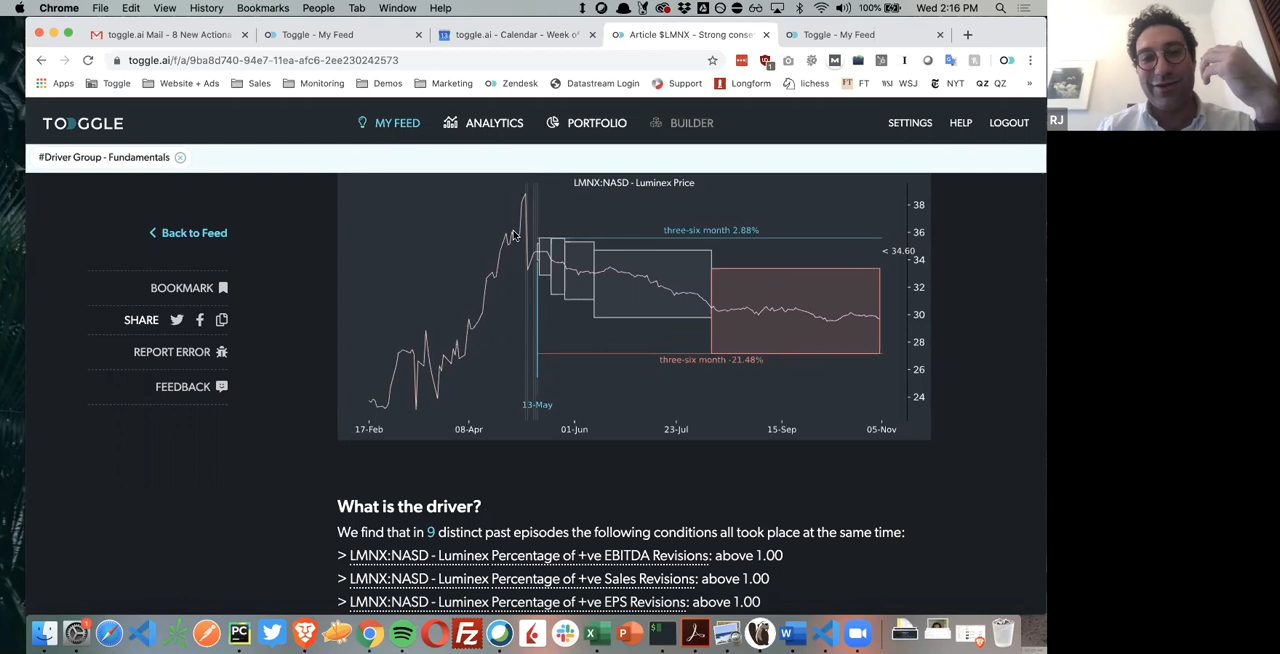 Chrome File Edit View History Bookmarks People Tab Window Help 100% Wed 2:16 PM
toggle.ai Mail - 8 New Actiona
Toggle - My Feed
toggle.ai - Calendar - Week of
Article $LMNX - Strong conse
Toggle - My Feed
toggle.ai/f/a/9ba8d740-94e7-11ea-afc6-2ee230242573
Apps Toggle Website + Ads Sales Monitoring Demos Marketing Zendesk Datastream Login Support Longform lichess FT WSJ NYT QZ QZ »
TOGGLE MY FEED ANALYTICS PORTFOLIO BUILDER SETTINGS HELP LOGOUT
RJ
#Driver Group - Fundamentals
LMNX:NASD - Luminex Price
Back to Feed
BOOKMARK
SHARE
REPORT ERROR
FEEDBACK
three-six month 2.88%
three-six month -21.48%
13-May
38
36
< 34.60
34
32
30
28
26
24
17-Feb 08-Apr 01-Jun 23-Jul 15-Sep 05-Nov
What is the driver?
We find that in 9 distinct past episodes the following conditions all took place at the same time:
> LMNX:NASD - Luminex Percentage of +ve EBITDA Revisions: above 1.00
> LMNX:NASD - Luminex Percentage of +ve Sales Revisions: above 1.00
> LMNX:NASD - Luminex Percentage of +ve EPS Revisions: above 1.00